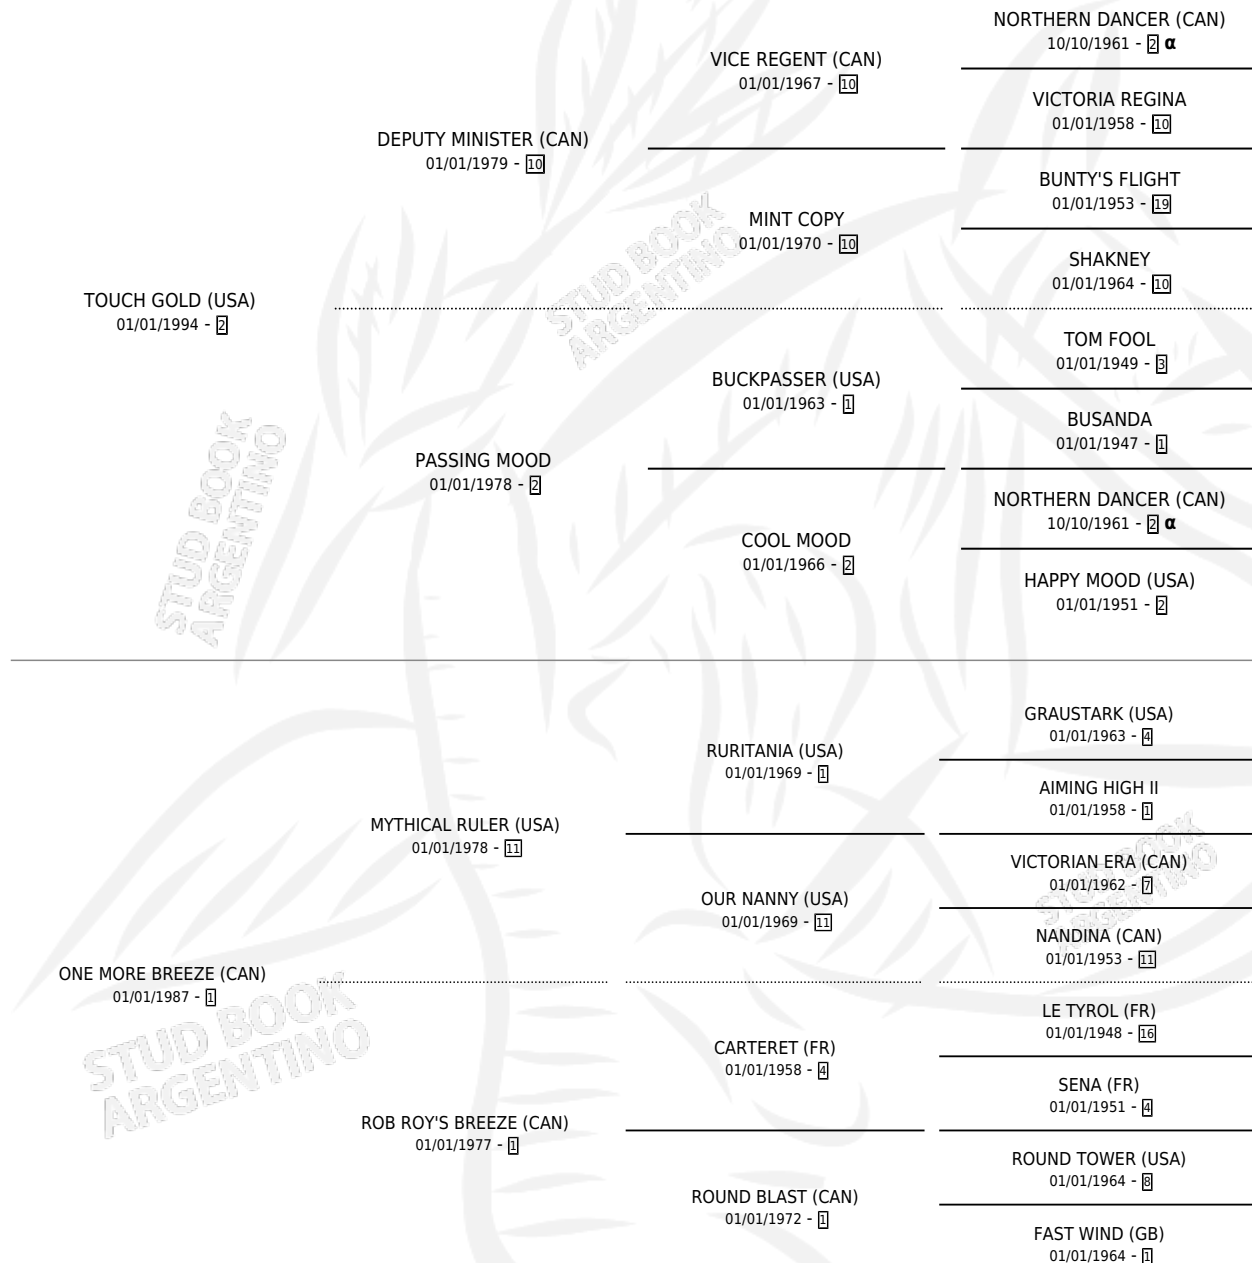 NORTHERN DANCER (CAN)
10/10/1961 - 2 α
VICE REGENT (CAN)
01/01/1967 - 10
VICTORIA REGINA
01/01/1958 - 10
DEPUTY MINISTER (CAN)
01/01/1979 - 10
BUNTY'S FLIGHT
01/01/1953 - 19
MINT COPY
01/01/1970 - 10
SHAKNEY
01/01/1964 - 10
STUD BOOK
ARGENTINO
TOUCH GOLD (USA)
01/01/1994 - 2
TOM FOOL
01/01/1949 - 3
BUCKPASSER (USA)
01/01/1963 - 1
BUSANDA
01/01/1947 - 1
PASSING MOOD
01/01/1978 - 2
NORTHERN DANCER (CAN)
10/10/1961 - 2 α
COOL MOOD
01/01/1966 - 2
HAPPY MOOD (USA)
01/01/1951 - 2
STUD BOOK
ARGENTINO
GRAUSTARK (USA)
01/01/1963 - 4
RURITANIA (USA)
01/01/1969 - 1
AIMING HIGH II
01/01/1958 - 1
MYTHICAL RULER (USA)
01/01/1978 - 11
VICTORIAN ERA (CAN)
01/01/1962 - 7
OUR NANNY (USA)
01/01/1969 - 11
NANDINA (CAN)
01/01/1953 - 11
STUD BOOK
ARGENTINO
ONE MORE BREEZE (CAN)
01/01/1987 - 1
LE TYROL (FR)
01/01/1948 - 16
CARTERET (FR)
01/01/1958 - 4
SENA (FR)
01/01/1951 - 4
STUD BOOK
ARGENTINO
ROB ROY'S BREEZE (CAN)
01/01/1977 - 1
ROUND TOWER (USA)
01/01/1964 - 8
ROUND BLAST (CAN)
01/01/1972 - 1
FAST WIND (GB)
01/01/1964 - 1